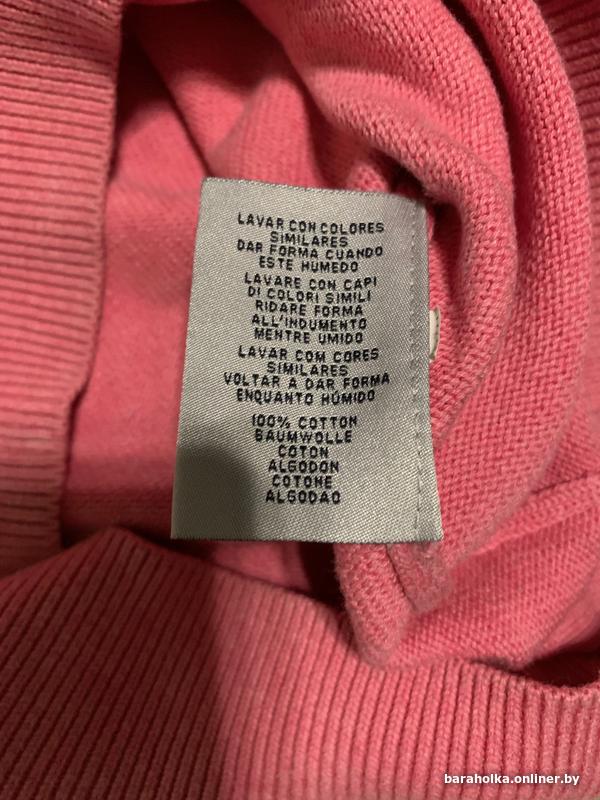 LAVAR CON COLORES
SIMILARES
DAR FORMA CUANDO
ESTE HUMEDO
LAVARE CON CAPI
DI COLORI SIMILI
RIDARE FORMA
ALL'INDUMENTO
MENTRE UMIDO
LAVAR COM CORES
SIMILARES
VOLTAR A DAR FORMA
ENQUANTO HÚMIDO
100% COTTON
BAUMWOLLE
COTON
ALGODON
COTONE
ALGODAO
baraholka.onliner.by